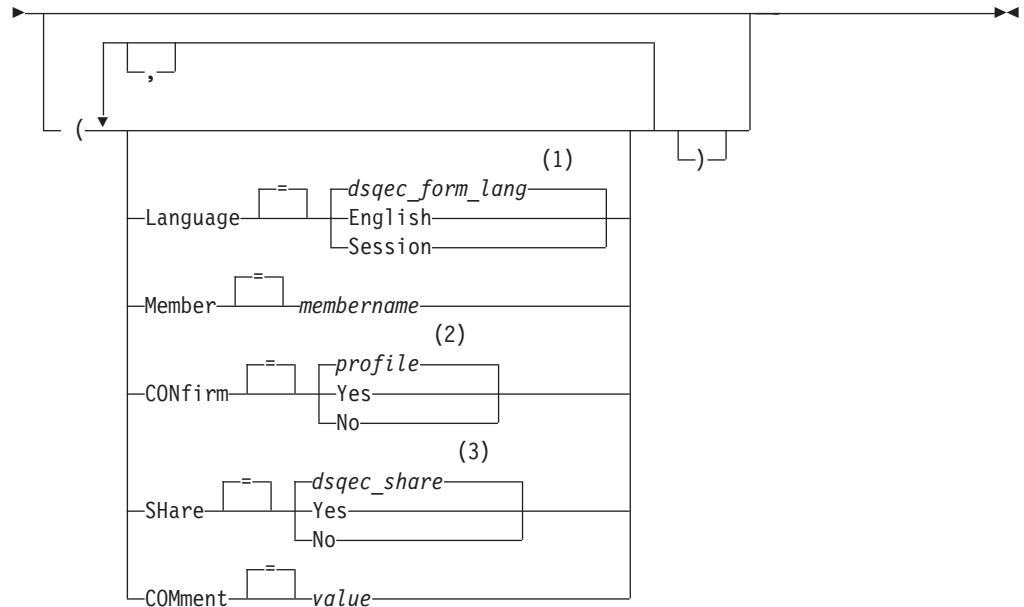 ,
(
)
(1)
= dsqec_form_lang
Language English
Session
=
Member membername
(2)
= profile
CONfirm Yes
No
(3)
= dsqec_share
SHare Yes
No
=
COMment value